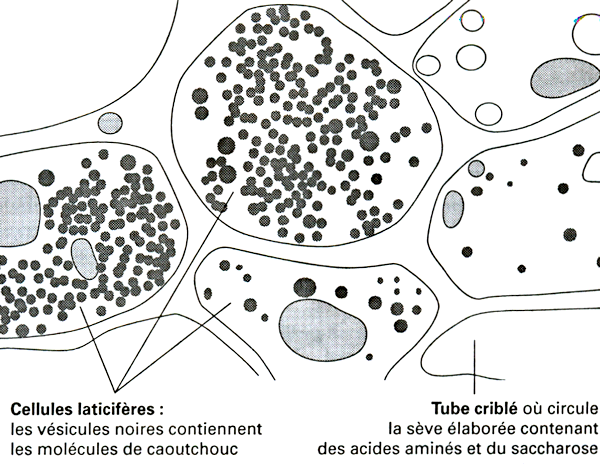 Cellules laticifères :
les vésicules noires contiennent
les molécules de caoutchouc
Tube criblé où circule
la sève élaborée contenant
des acides aminés et du saccharose